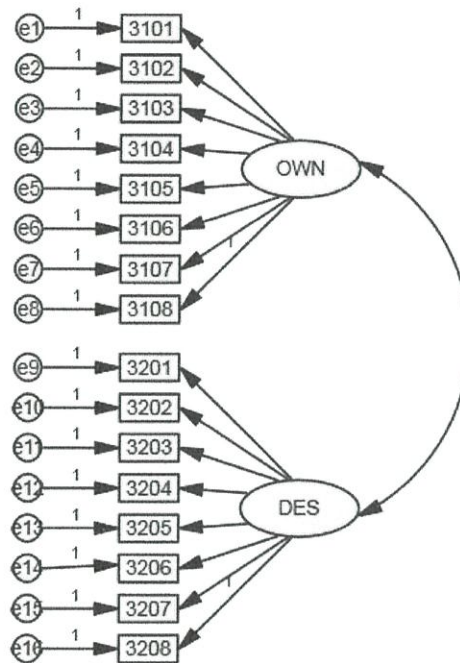 1
e1 3101
1
e2 3102
1
e3 3103
1
e4 3104
OWN
1
e5 3105
1
e6 3106
1
e7 3107
1
1
e8 3108
1
e9 3201
1
e10 3202
1
e11 3203
1
e12 3204
DES
1
e13 3205
1
e14 3206
1
e15 3207
1
1
e16 3208